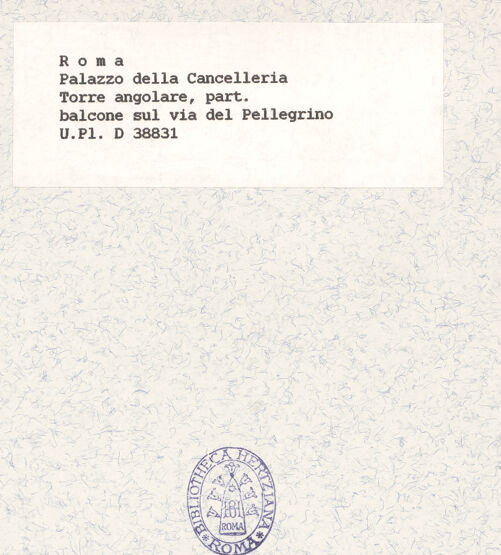 R o m a
Palazzo della Cancelleria
Torre angolare, part.
balcone sul via del Pellegrino
U.Pl. D 38831
*BIBLIOTHECA HERTZIANA*
ROMA
ROMA